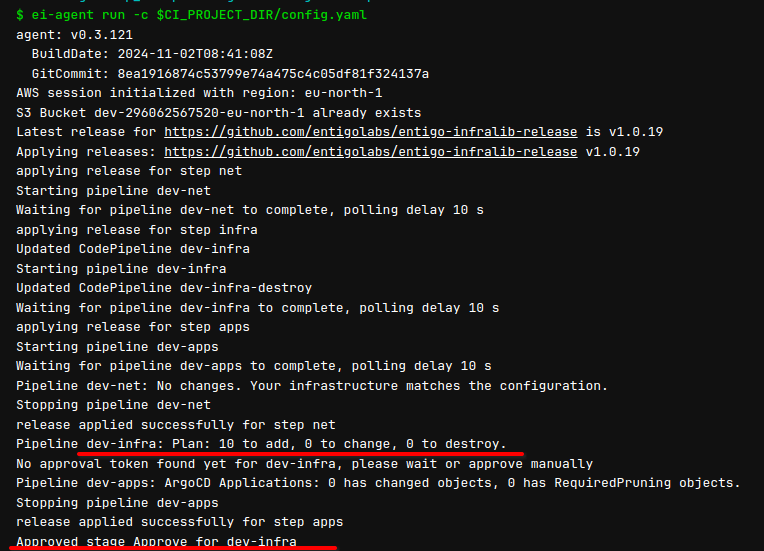 $ ei-agent run -c $CI_PROJECT_DIR/config.yaml
agent: v0.3.121
BuildDate: 2024-11-02T08:41:08Z
GitCommit: 8ea1916874c53799e74a475c4c05df81f324137a
AWS session initialized with region: eu-north-1
S3 Bucket dev-296062567520-eu-north-1 already exists
Latest release for https://github.com/entigolabs/entigo-infralib-release is v1.0.19
Applying releases: https://github.com/entigolabs/entigo-infralib-release v1.0.19
applying release for step net
Starting pipeline dev-net
Waiting for pipeline dev-net to complete, polling delay 10 s
applying release for step infra
Updated CodePipeline dev-infra
Starting pipeline dev-infra
Updated CodePipeline dev-infra-destroy
Waiting for pipeline dev-infra to complete, polling delay 10 s
applying release for step apps
Starting pipeline dev-apps
Waiting for pipeline dev-apps to complete, polling delay 10 s
Pipeline dev-net: No changes. Your infrastructure matches the configuration.
Stopping pipeline dev-net
release applied successfully for step net
Pipeline dev-infra: Plan: 10 to add, 0 to change, 0 to destroy.
No approval token found yet for dev-infra, please wait or approve manually
Pipeline dev-apps: ArgoCD Applications: 0 has changed objects, 0 has RequiredPruning objects.
Stopping pipeline dev-apps
release applied successfully for step apps
Approved stage Approve for dev-infra